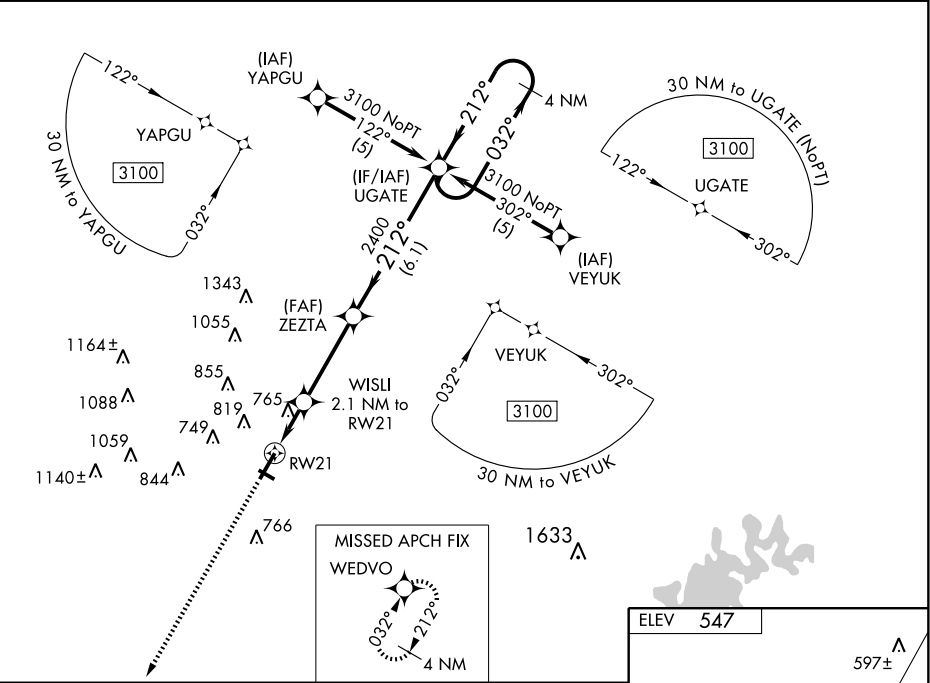 122°
YAPGU
3100
032°
30 NM to YAPGU
(IAF)
YAPGU
3100 NoPT
122°
(5)
212°
032°
4 NM
(IF/IAF)
UGATE
3100 NoPT
302°
(5)
(IAF)
VEYUK
30 NM to UGATE (NoPT)
3100
122°
UGATE
302°
2400
212°
(6.1)
(FAF)
ZEZTA
1343
1055
1164±
855
1088
819
765
749
1059
1140±
844
WISLI
2.1 NM to
RW21
RW21
766
VEYUK
032°
302°
3100
30 NM to VEYUK
MISSED APCH FIX
WEDVO
032°
212°
4 NM
1633
ELEV 547
597±